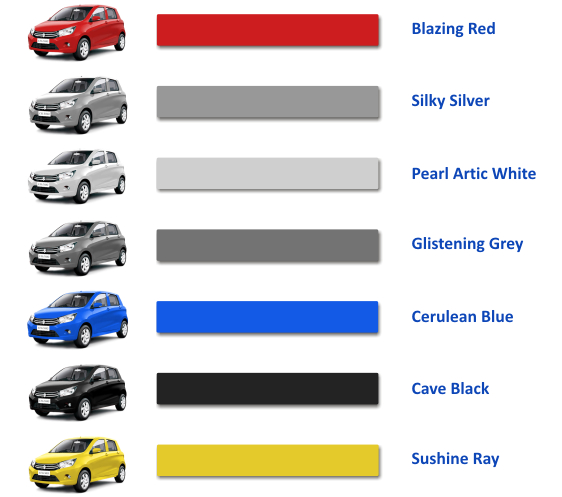 Blazing Red
Silky Silver
Pearl Artic White
Glistening Grey
Cerulean Blue
Cave Black
Sushine Ray